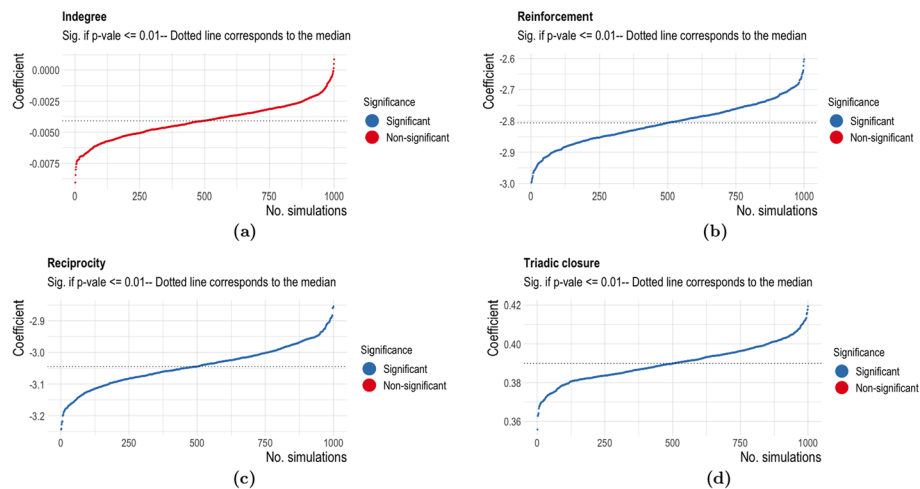 Indegree
Sig. if p-vale <= 0.01-- Dotted line corresponds to the median
Coefficient
0.0000
-0.0025
-0.0050
-0.0075
0
250
500
750
1000
No. simulations
Significance
Significant
Non-significant
(a)
Reinforcement
Sig. if p-vale <= 0.01-- Dotted line corresponds to the median
Coefficient
-2.6
-2.7
-2.8
-2.9
-3.0
0
250
500
750
1000
No. simulations
Significance
Significant
Non-significant
(b)
Reciprocity
Sig. if p-vale <= 0.01-- Dotted line corresponds to the median
Coefficient
-2.9
-3.0
-3.1
-3.2
0
250
500
750
1000
No. simulations
Significance
Significant
Non-significant
(c)
Triadic closure
Sig. if p-vale <= 0.01-- Dotted line corresponds to the median
Coefficient
0.42
0.40
0.38
0.36
0
250
500
750
1000
No. simulations
Significance
Significant
Non-significant
(d)